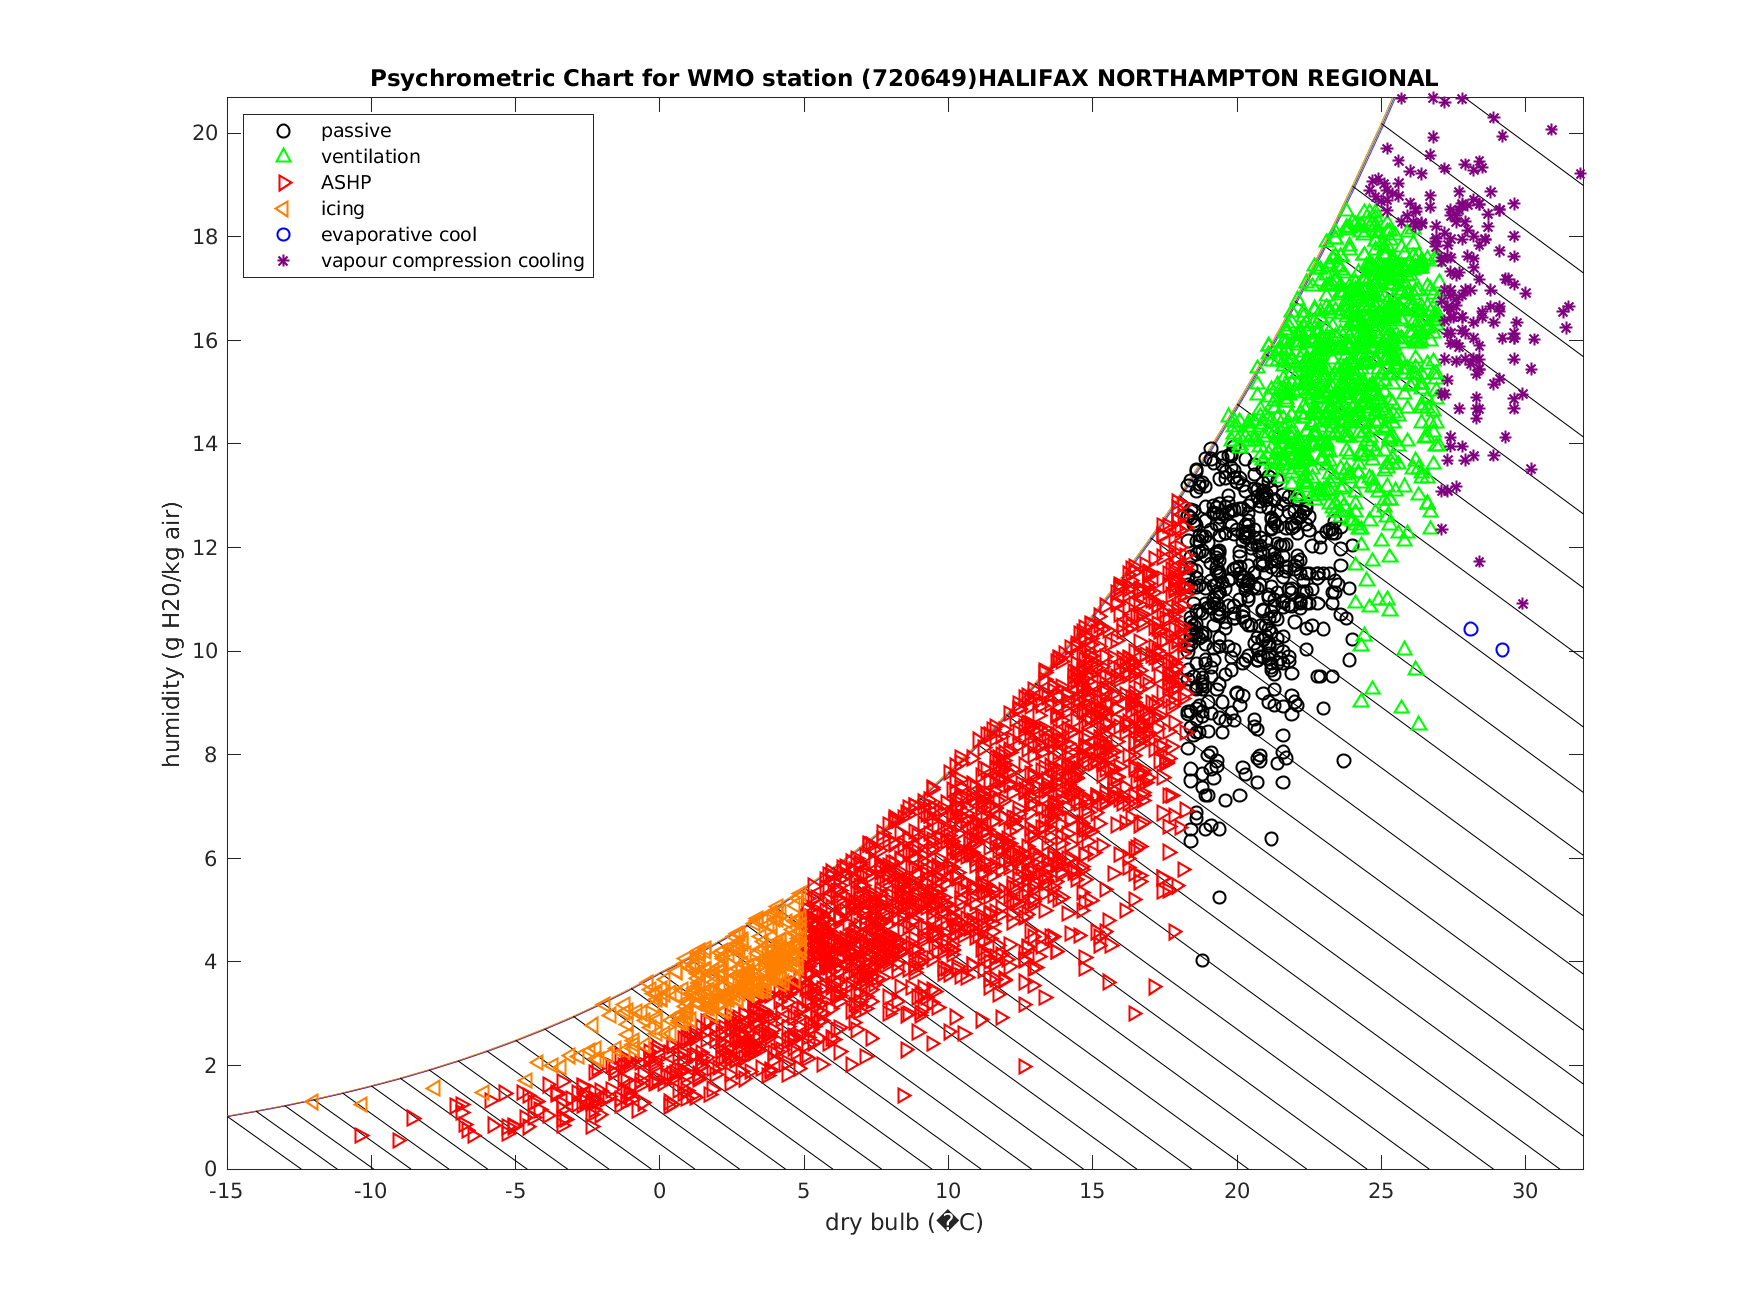 Psychrometric Chart for WMO station (720649)HALIFAX NORTHAMPTON REGIONAL
passive
ventilation
ASHP
icing
evaporative cool
vapour compression cooling
humidity (g H20/kg air)
20
18
16
14
12
10
8
6
4
2
0
-15
-10
-5
0
5
10
15
20
25
30
dry bulb (�C)